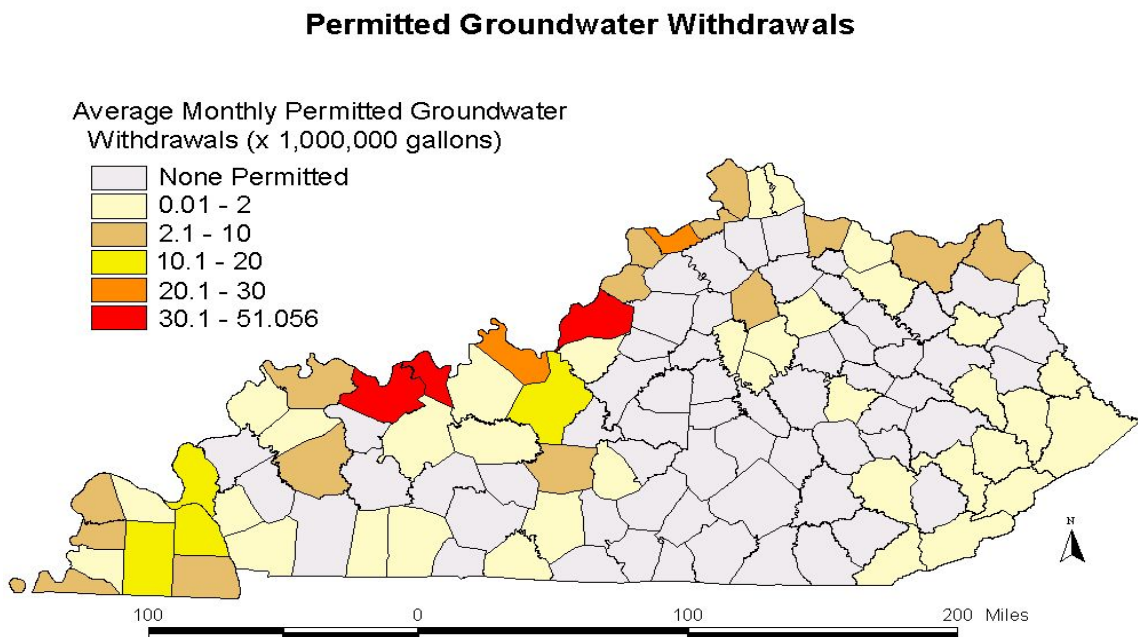 Permitted Groundwater Withdrawals
Average Monthly Permitted Groundwater
Withdrawals (x 1,000,000 gallons)
None Permitted
0.01 - 2
2.1 - 10
10.1 - 20
20.1 - 30
30.1 - 51.056
N
100 0 100 200 Miles